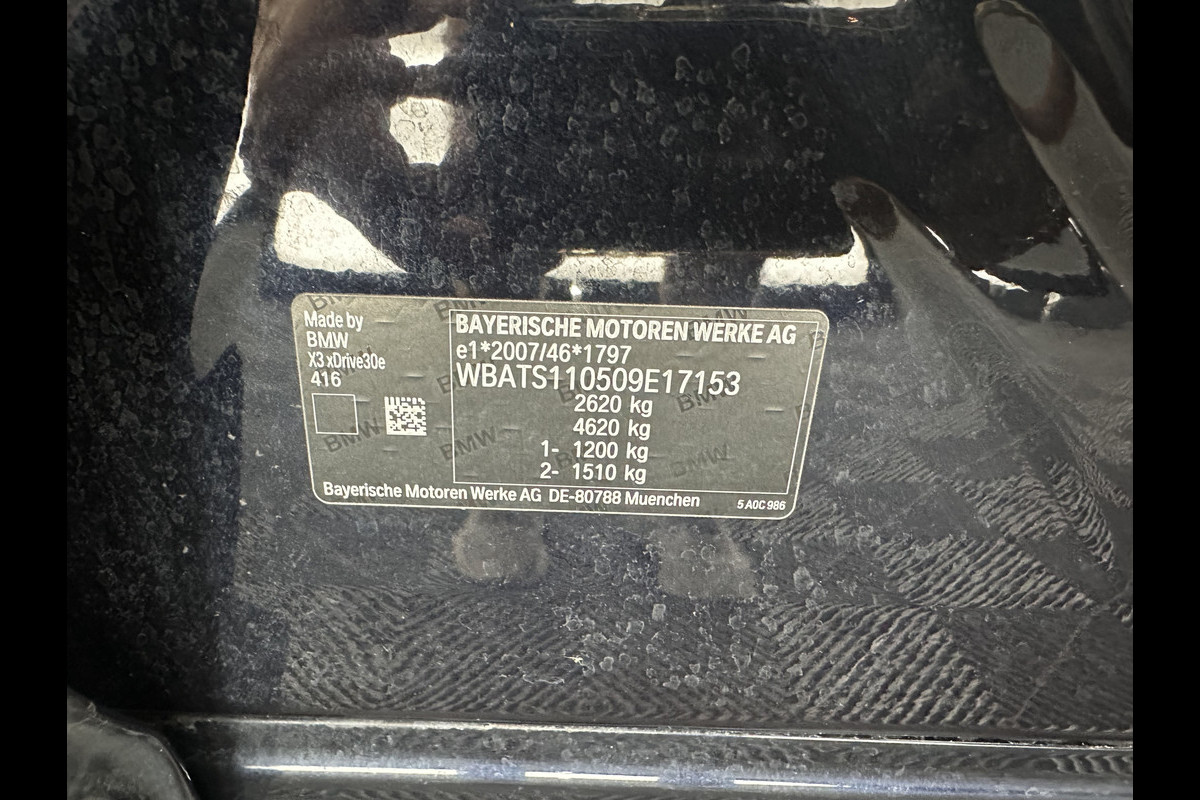 Made by
BMW
X3 xDrive30e
416
BAYERISCHE MOTOREN WERKE AG
e1*2007/46*1797
WBATS110509E17153
2620 kg
4620 kg
1- 1200 kg
2- 1510 kg
Bayerische Motoren Werke AG DE-80788 Muenchen
5 A0C 986